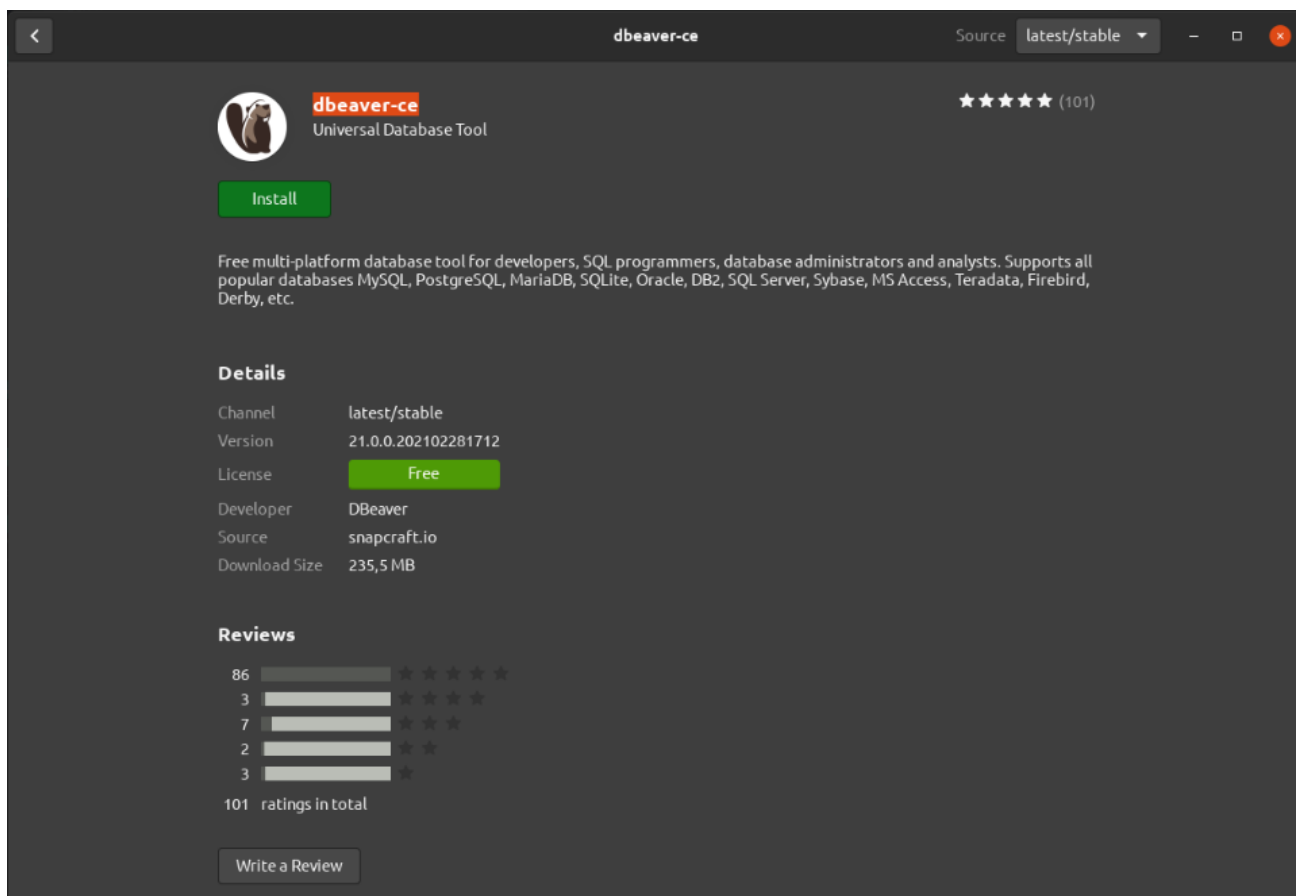 dbeaver-ce
Source latest/stable
dbeaver-ce
(101)
Universal Database Tool
Install
Free multi-platform database tool for developers, SQL programmers, database administrators and analysts. Supports all
popular databases MySQL, PostgreSQL, MariaDB, SQLite, Oracle, DB2, SQL Server, Sybase, MS Access, Teradata, Firebird,
Derby, etc.
Details
Channel latest/stable
Version 21.0.0.202102281712
License Free
Developer DBeaver
Source snapcraft.io
Download Size 235,5 MB
Reviews
86
3
7
2
3
101 ratings in total
Write a Review